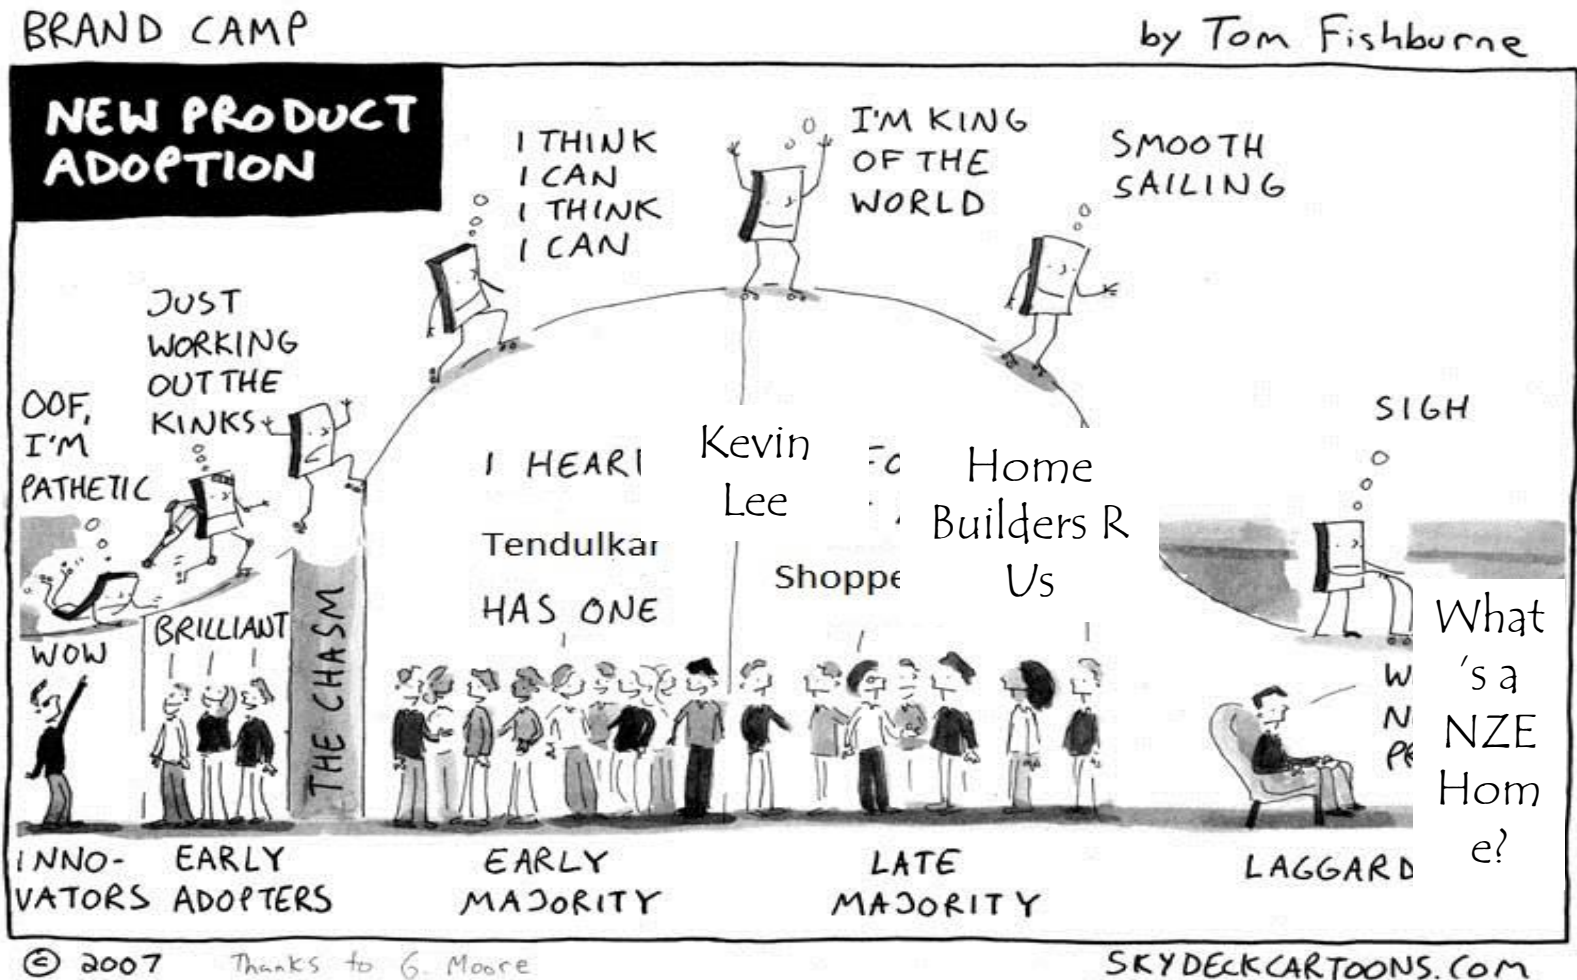 BRAND CAMP
by Tom Fishburne
NEW PRODUCT
ADOPTION
OOF,
I'M
PATHETIC
JUST
WORKING
OUT THE
KINKS
I THINK
I CAN
I THINK
I CAN
I'M KING
OF THE
WORLD
SMOOTH
SAILING
SIGH
WOW
BRILLIANT
THE CHASM
I HEAR
Tendulkar
HAS ONE
Kevin
Lee
Shoppe
Home
Builders R
Us
What
's a
NZE
Hom
e?
INNO-
VATORS
EARLY
ADOPTERS
EARLY
MAJORITY
LATE
MAJORITY
LAGGARD
© 2007
Thanks to G. Moore
SKYDECKCARTOONS.COM